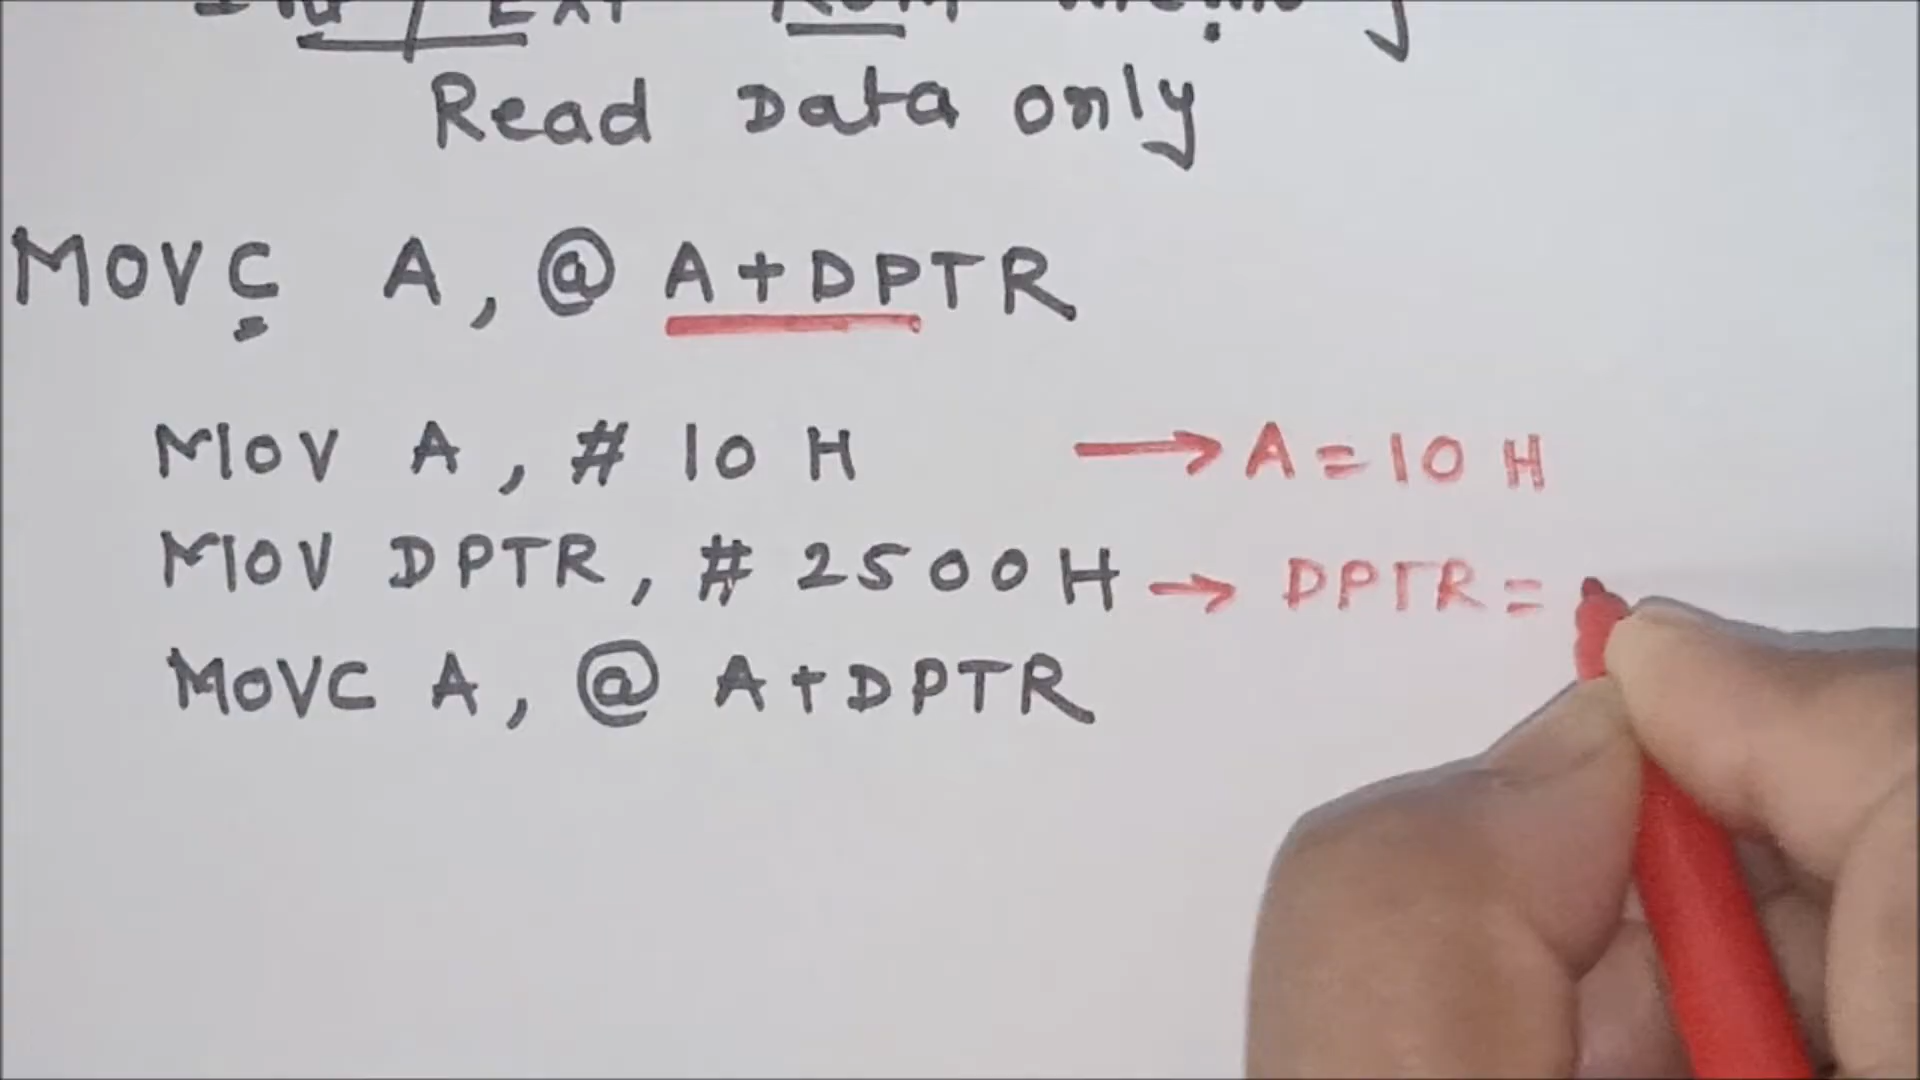 Read Data only
MOVC A, @ A+DPTR
MOV A, # 10 H → A = 10 H
MOV DPTR, # 2500 H → DPTR =
MOVC A, @ A+DPTR